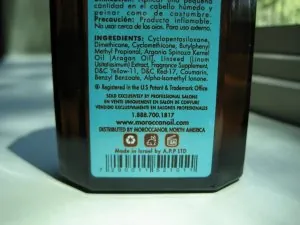 cantidad en el cabello húmedo y
peinar como de costumbre.
Precaución: Producto inflamable.
No usar cerca de los ojos. Para uso externo.
INGREDIENTS: Cyclopentasiloxane,
Dimethicone, Cyclomethicone, Butylphenyl
Methylpropional, Argania Spinosa Kernel
Oil (Aragon Oil), Linseed (Linum
Usitatissimum) Extract, Fragrance Supplement,
D&C Yellow-11, D&C Red-17, Coumarin,
Benzyl Benzoate, Alpha-Isomethyl Ionone.
® Registered in the U.S Patent & Trademark Office
SOLD EXCLUSIVELY BY PROFESSIONAL SALONS
EN VENTE UNIQUEMENT EN SALON DE COIFFURE
VENDIDO EXCLUSIVAMENTE EN SALONES PROFESIONALES
1.888.700.1817
www.moroccanoil.com
DISTRIBUTED BY MOROCCANOIL NORTH AMERICA
Made in Israel by A.P.P LTD